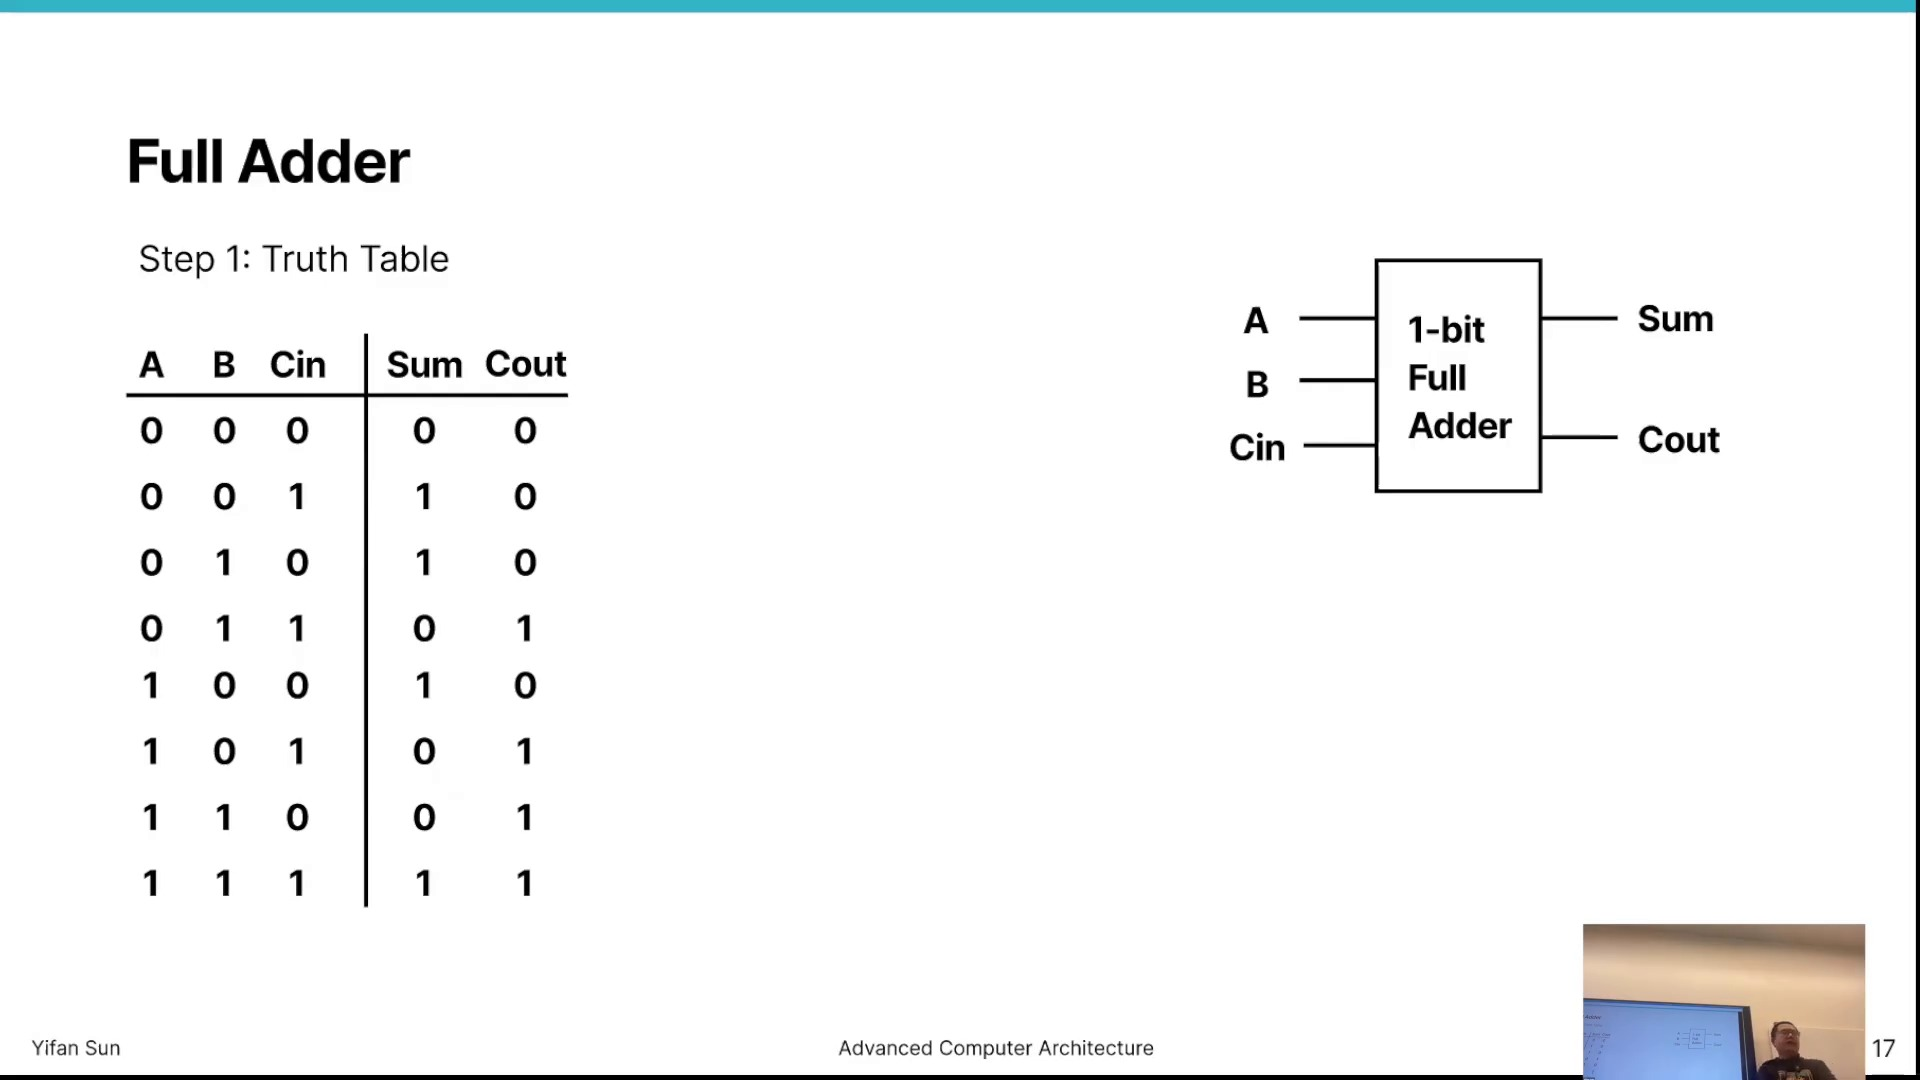 Full Adder
Step 1: Truth Table
A B Cin Sum Cout
0 0 0 0 0
0 0 1 1 0
0 1 0 1 0
0 1 1 0 1
1 0 0 1 0
1 0 1 0 1
1 1 0 0 1
1 1 1 1 1
A
B
Cin
1-bit
Full
Adder
Sum
Cout
Yifan Sun
Advanced Computer Architecture
17